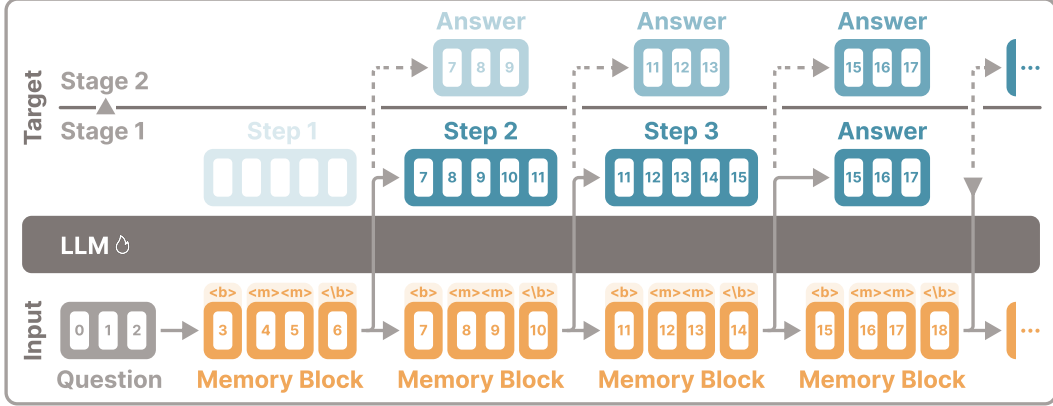 Target
Stage 2
Stage 1
Answer
7 8 9
Answer
11 12 13
Answer
15 16 17
...
Step 1
Step 2
7 8 9 10 11
Step 3
11 12 13 14 15
Answer
15 16 17
LLM
Input
0 1 2
Question
<b> <m><m> <\b>
3 4 5 6
Memory Block
<b> <m><m> <\b>
7 8 9 10
Memory Block
<b> <m><m> <\b>
11 12 13 14
Memory Block
<b> <m><m> <\b>
15 16 17 18
Memory Block
...